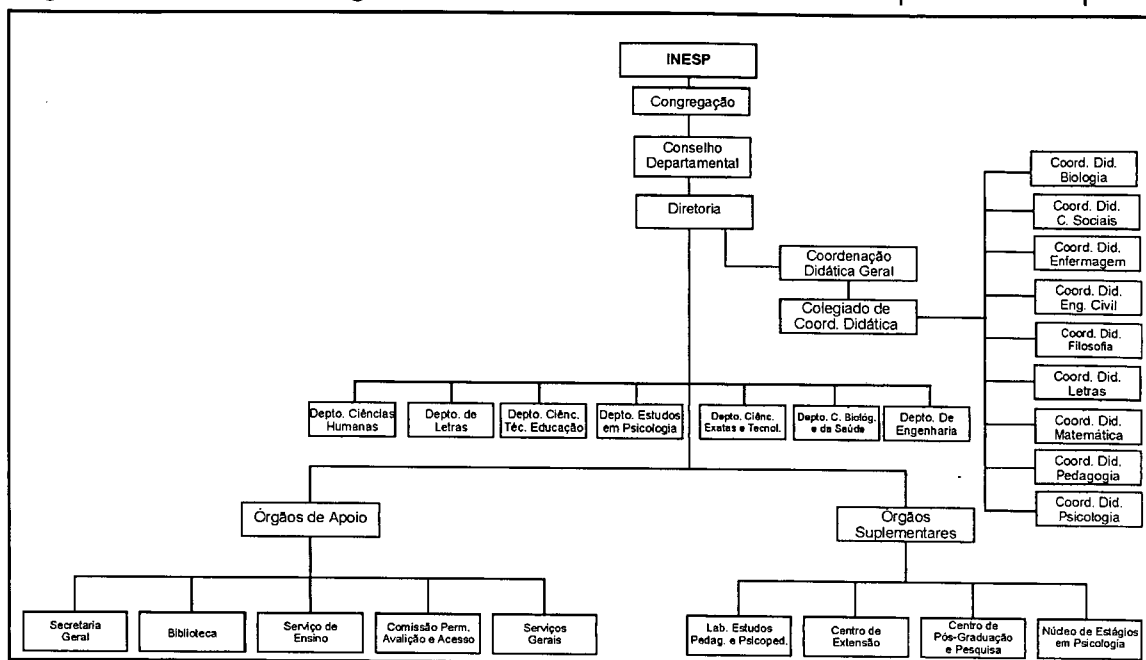 INESP
Congregação
Conselho
Departamental
Diretoria
Coordenação
Didática Geral
Colegiado de
Coord. Didática
Coord. Did.
Biologia
Coord. Did.
C. Sociais
Coord. Did.
Enfermagem
Coord. Did.
Eng. Civil
Coord. Did.
Filosofia
Coord. Did.
Letras
Coord. Did.
Matemática
Coord. Did.
Pedagogia
Coord. Did.
Psicologia
Depto. Ciências
Humanas
Depto. de
Letras
Depto. Ciênc.
Téc. Educação
Depto. Estudos
em Psicologia
Depto. Ciênc.
Exatas e Tecnol.
Depto. C. Biológ.
e da Saúde
Depto. De
Engenharia
Órgãos de Apoio
Órgãos
Suplementares
Secretaria
Geral
Biblioteca
Serviço de
Ensino
Comissão Perm.
Avalição e Acesso
Serviços
Gerais
Lab. Estudos
Pedag. e Psicoped.
Centro de
Extensão
Centro de
Pós-Graduação
e Pesquisa
Núcleo de Estágios
em Psicologia